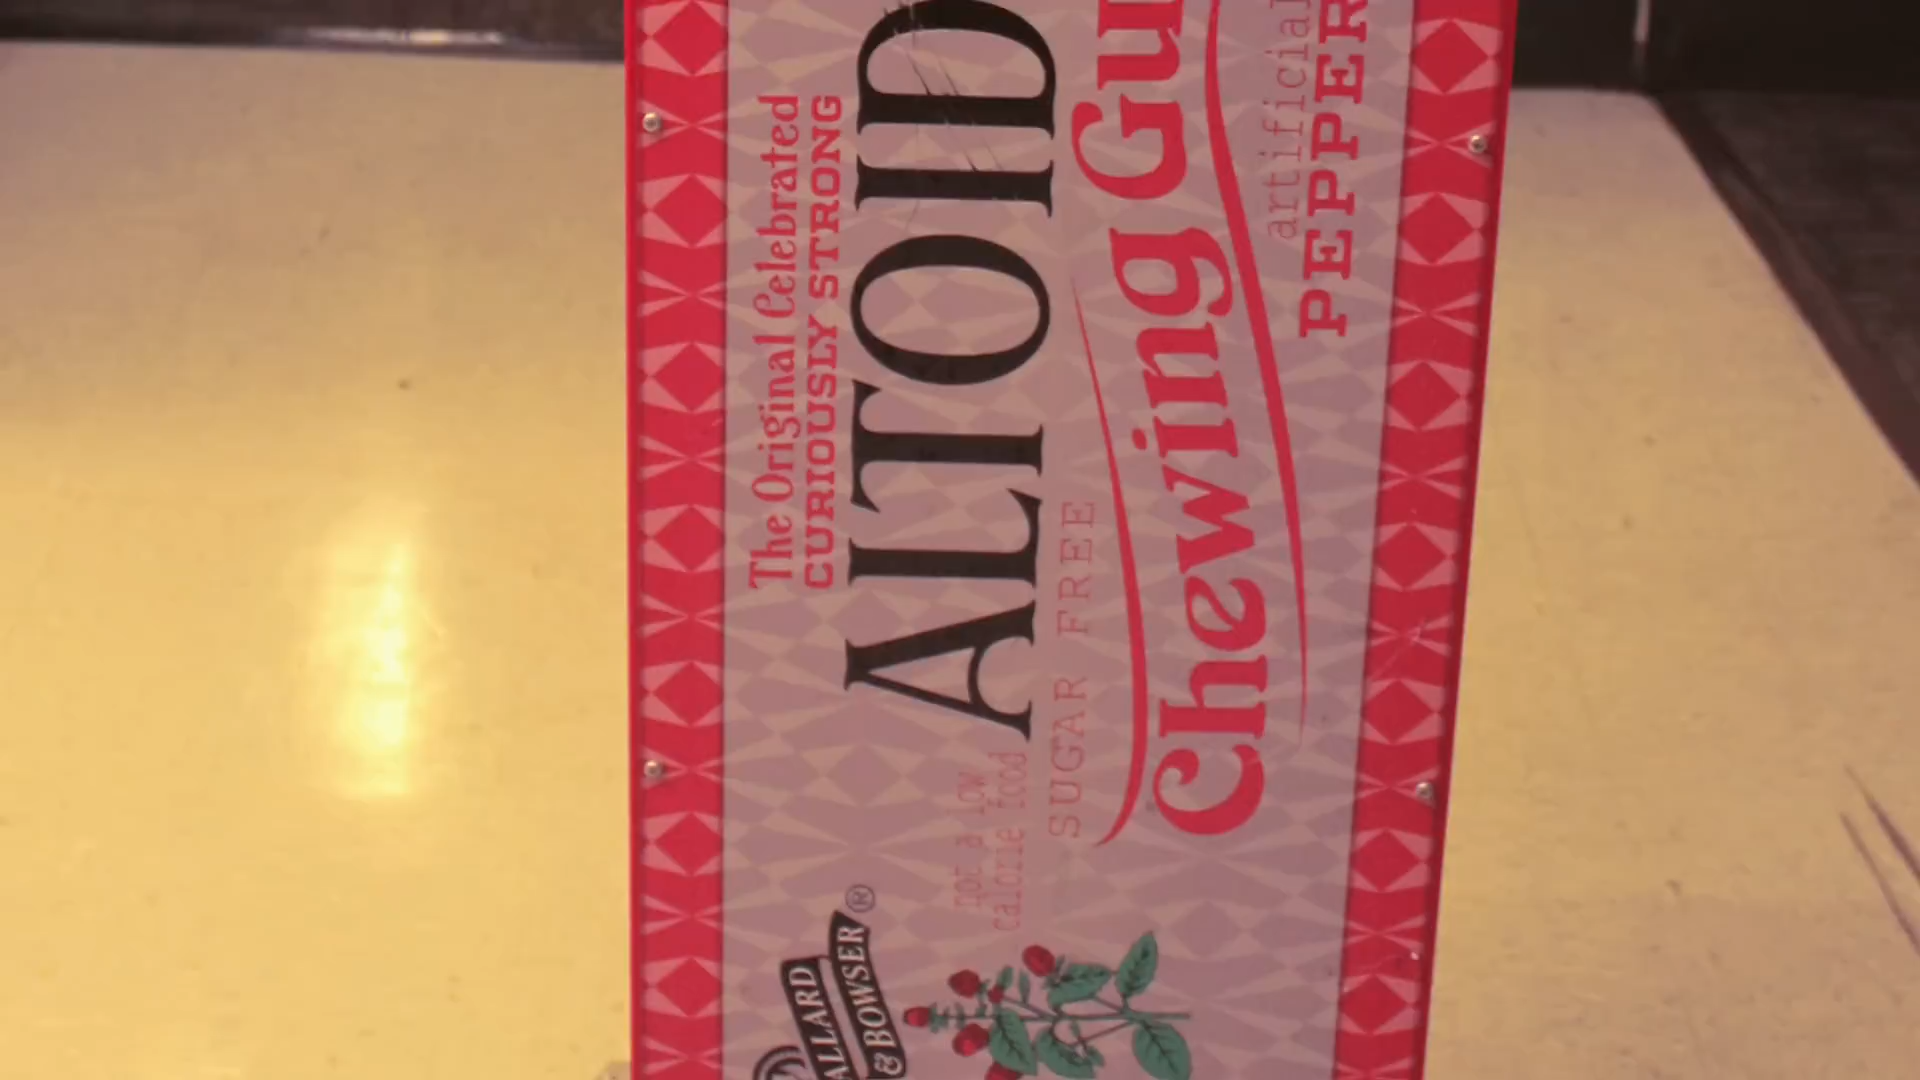 The Original Celebrated
CURIOUSLY STRONG
ALTOID
SUGAR FREE
Chewing Gu
artificial
PEPPER
not a low
calorie food
ALLARD
& BOWSER®